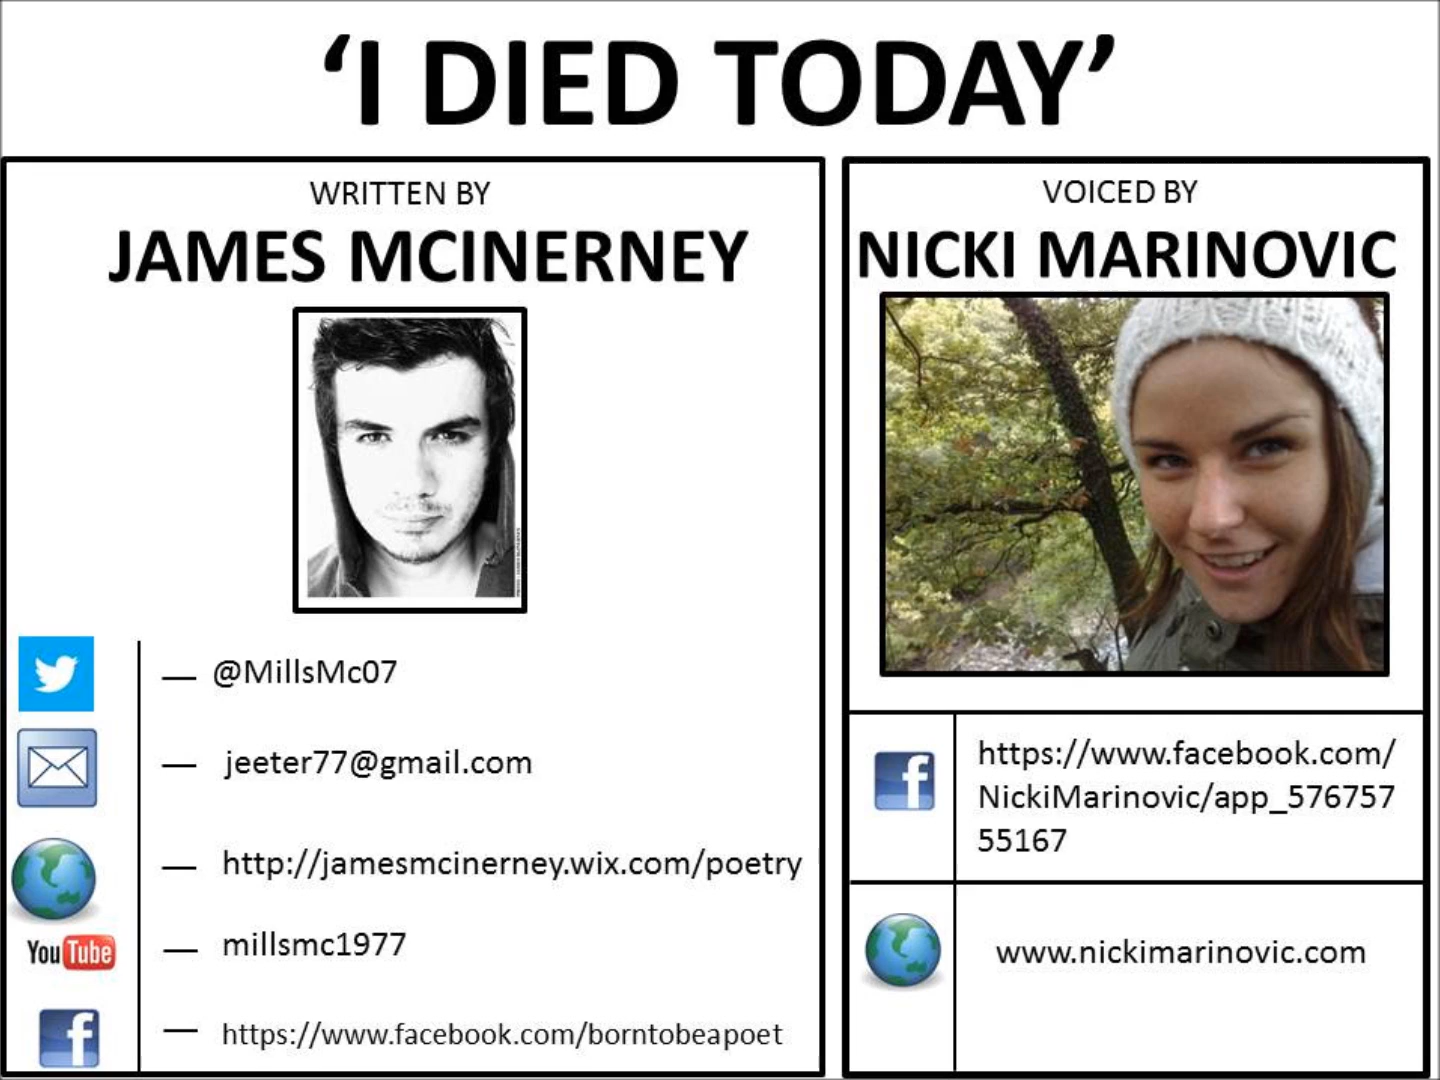 ‘I DIED TODAY’
WRITTEN BY
JAMES MCINERNEY
@MillsMc07
jeeter77@gmail.com
http://jamesmcinerney.wix.com/poetry
You Tube
millsmc1977
f
https://www.facebook.com/borntobeapoet
VOICED BY
NICKI MARINOVIC
f
https://www.facebook.com/
NickiMarinovic/app_576757
55167
www.nickimarinovic.com